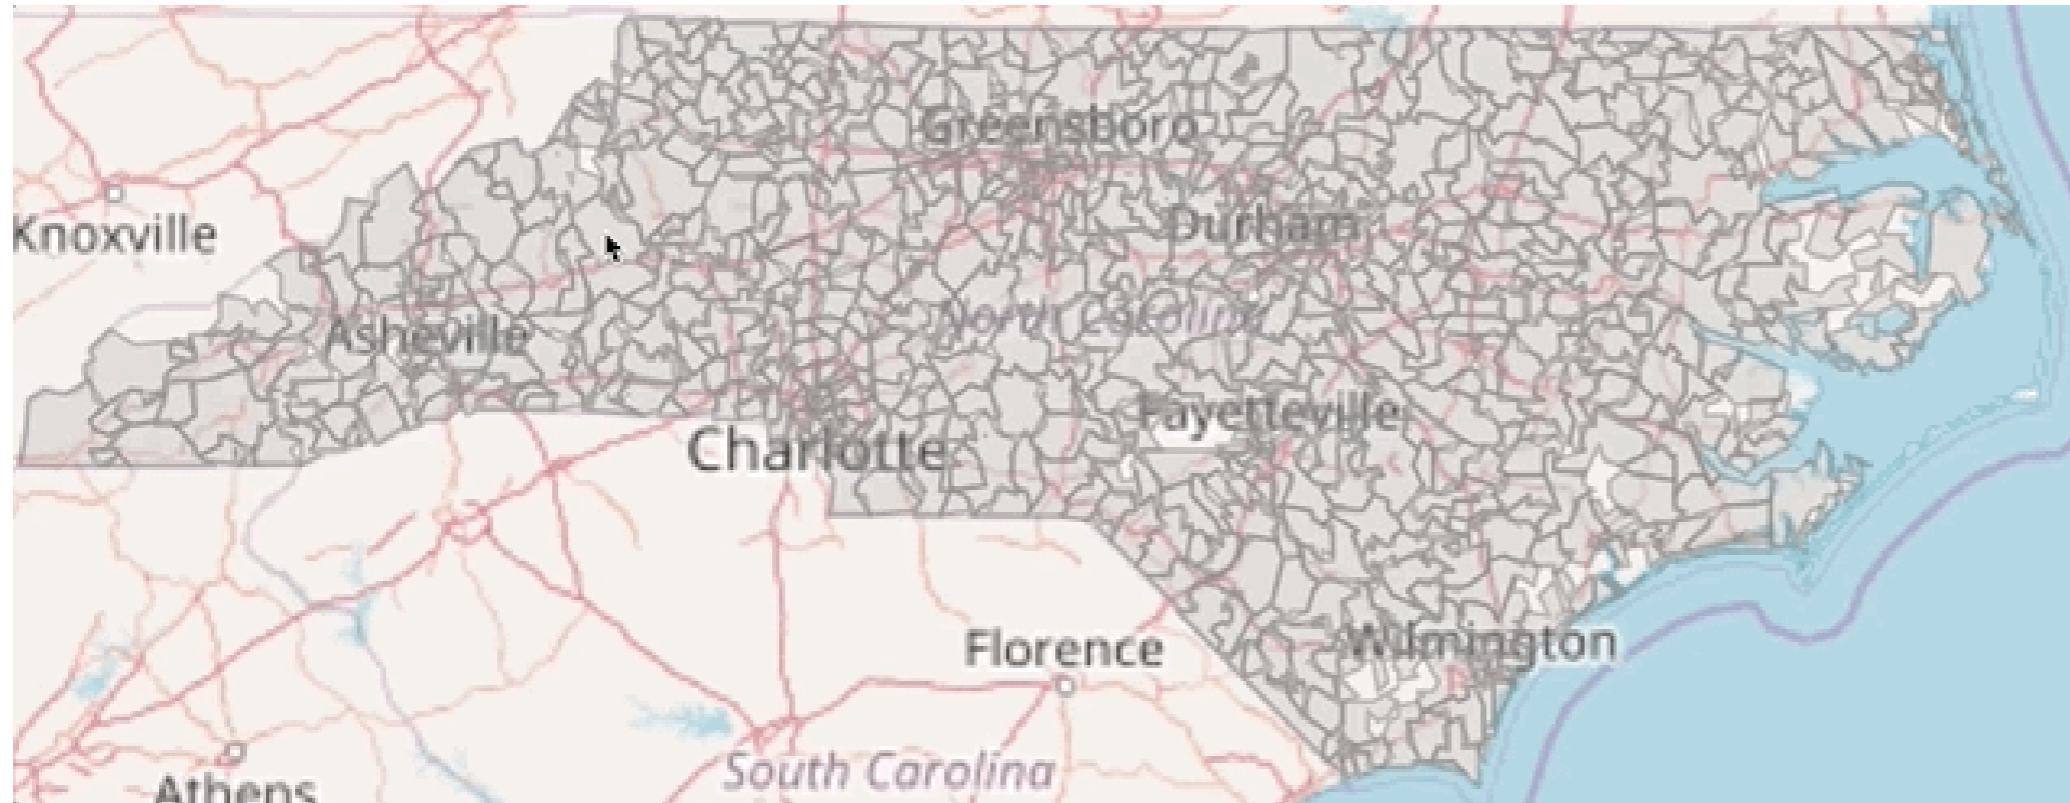 Greensboro
Knoxville
Durham
North Carolina
Asheville
Fayetteville
Charlotte
Wilmington
Florence
South Carolina
Athens